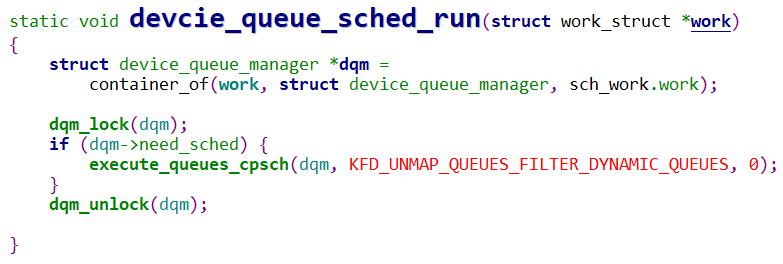 static void devcie_queue_sched_run(struct work_struct *work)
{
    struct device_queue_manager *dqm =
        container_of(work, struct device_queue_manager, sch_work.work);

    dqm_lock(dqm);
    if (dqm->need_sched) {
        execute_queues_cpsch(dqm, KFD_UNMAP_QUEUES_FILTER_DYNAMIC_QUEUES, 0);
    }
    dqm_unlock(dqm);

}